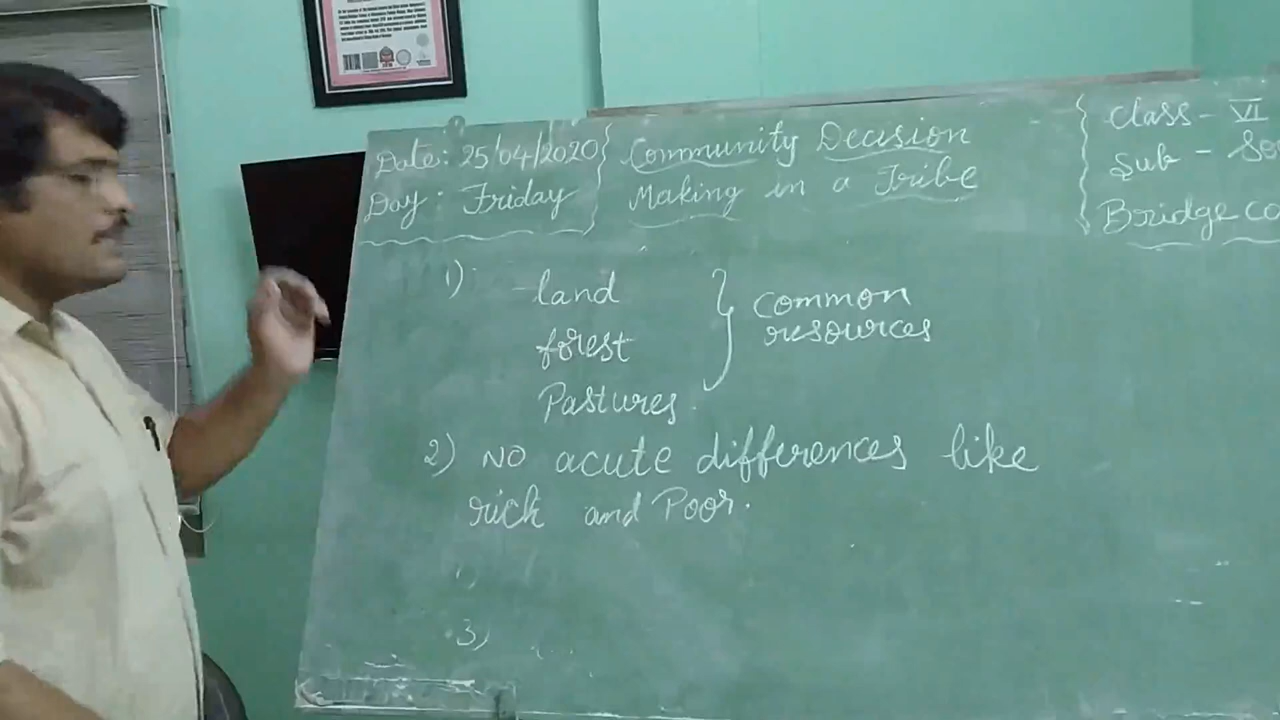 Date: 25/04/2020
Day: Friday
Community Decision
Making in a Tribe
Class - VI
Sub - So
Bridge Co
1) land
forest
Pastures.
common
resources
2) NO acute differences like
rich and Poor.
3)